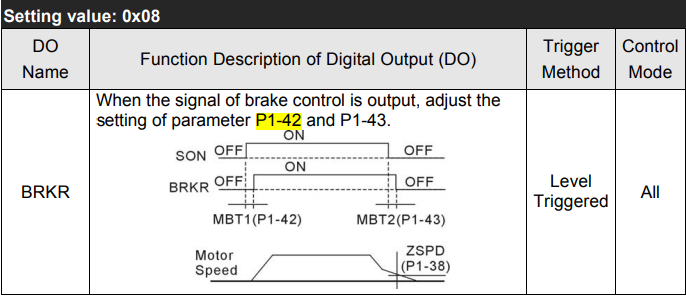 Setting value: 0x08
DO
Name
Function Description of Digital Output (DO)
Trigger
Method
Control
Mode
BRKR
When the signal of brake control is output, adjust the
setting of parameter P1-42 and P1-43.
ON
SON OFF OFF
ON
BRKR OFF OFF
MBT1(P1-42) MBT2(P1-43)
Motor
Speed
ZSPD
(P1-38)
Level
Triggered
All